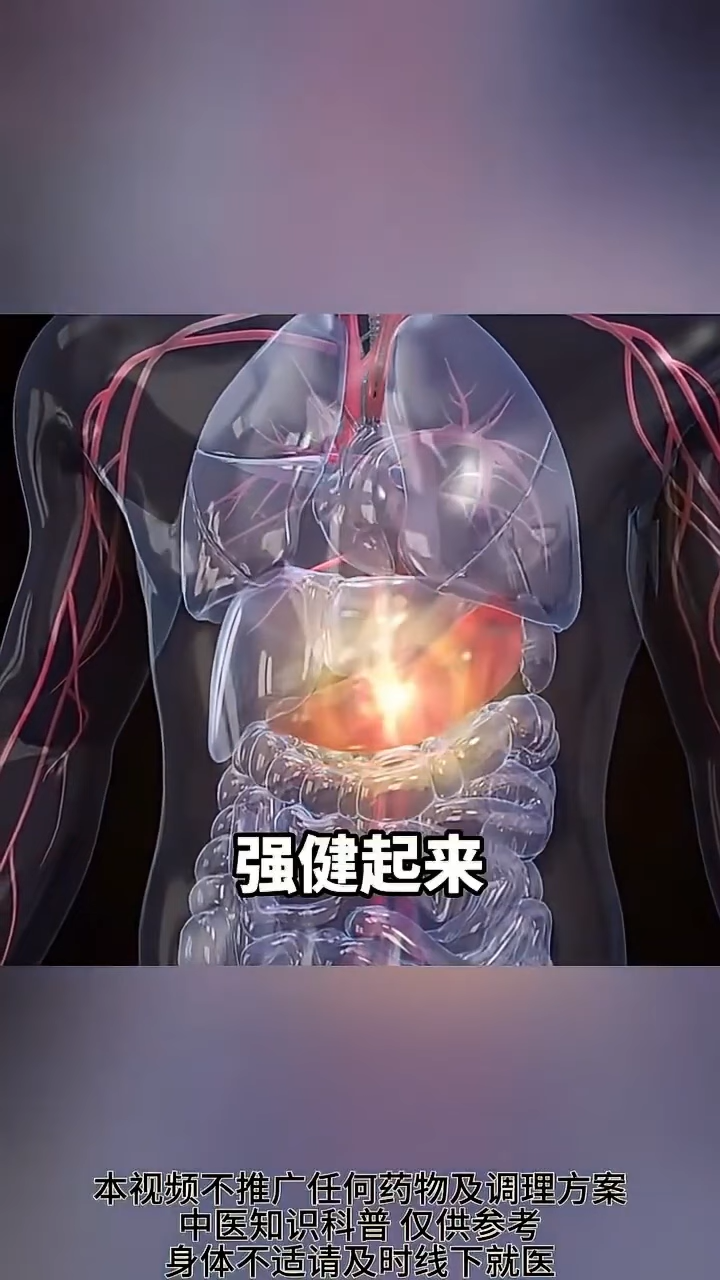 强健起来
本视频不推广任何药物及调理方案
中医知识科普 仅供参考
身体不适请及时线下就医